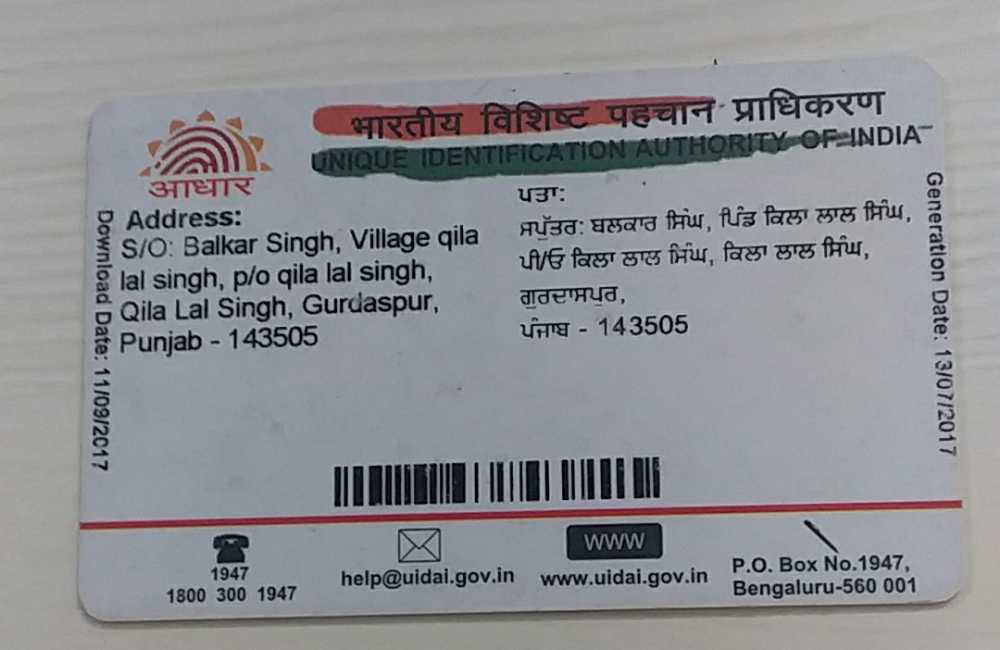 भारतीय विशिष्ट पहचान प्राधिकरण
UNIQUE IDENTIFICATION AUTHORITY OF INDIA
आधार
Address:
S/O: Balkar Singh, Village qila
lal singh, p/o qila lal singh,
Qila Lal Singh, Gurdaspur,
Punjab - 143505
ਪਤਾ:
ਸਪੁੱਤਰ: ਬਲਕਾਰ ਸਿੰਘ, ਪਿੰਡ ਕਿਲਾ ਲਾਲ ਸਿੰਘ,
ਪੀ/ਓ ਕਿਲਾ ਲਾਲ ਸਿੰਘ, ਕਿਲਾ ਲਾਲ ਸਿੰਘ,
ਗੁਰਦਾਸਪੁਰ,
ਪੰਜਾਬ - 143505
Download Date: 11/09/2017
Generation Date: 13/07/2017
1947
1800 300 1947
help@uidai.gov.in
WWW
www.uidai.gov.in
P.O. Box No.1947,
Bengaluru-560 001